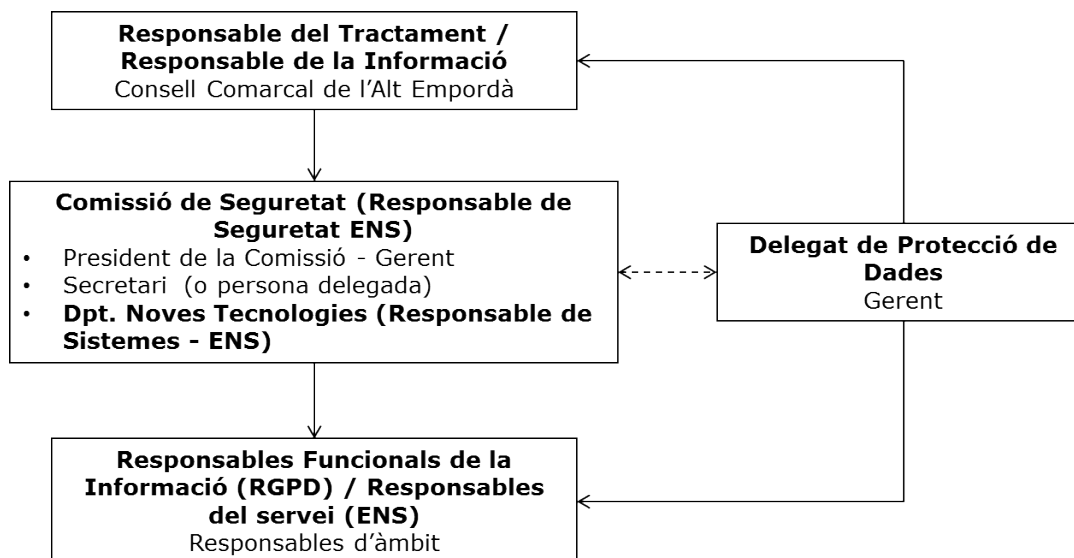 Responsable del Tractament /
Responsable de la Informació
Consell Comarcal de l’Alt Empordà
Comissió de Seguretat (Responsable de
Seguretat ENS)
• President de la Comissió - Gerent
• Secretari (o persona delegada)
• Dpt. Noves Tecnologies (Responsable de
Sistemes - ENS)
Delegat de Protecció de
Dades
Gerent
Responsables Funcionals de la
Informació (RGPD) / Responsables
del servei (ENS)
Responsables d’àmbit